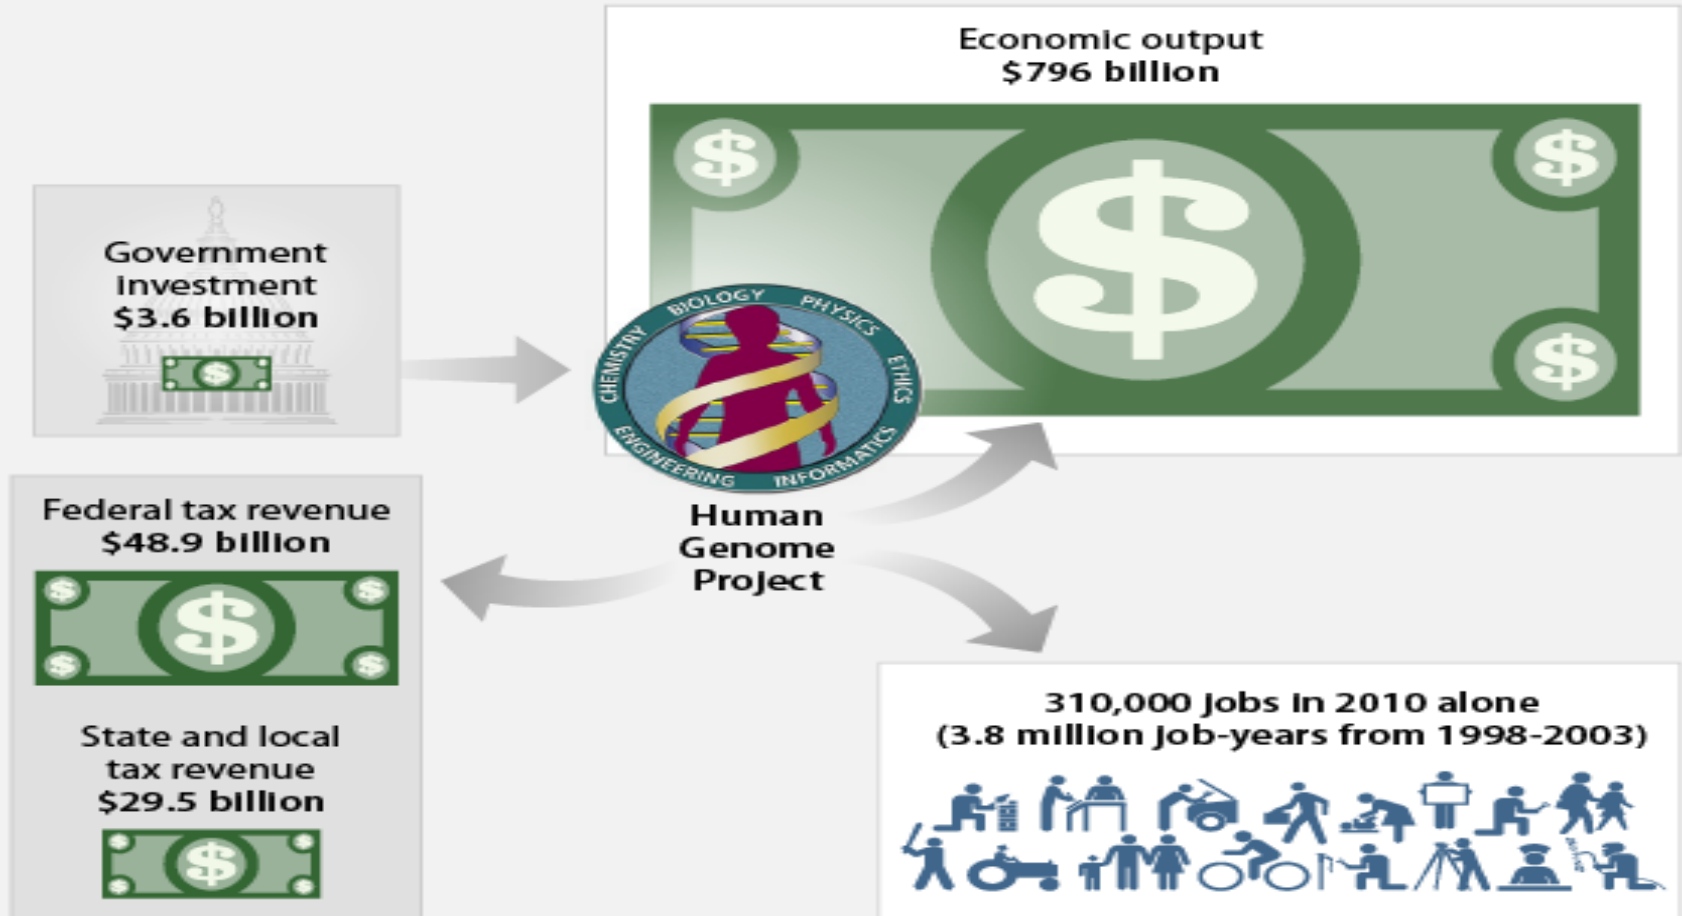 Economic output
$796 billion
Government
investment
$3.6 billion
CHEMISTRY BIOLOGY PHYSICS ETHICS
ENGINEERING INFORMATICS
Human
Genome
Project
Federal tax revenue
$48.9 billion
State and local
tax revenue
$29.5 billion
310,000 jobs in 2010 alone
(3.8 million job-years from 1998-2003)